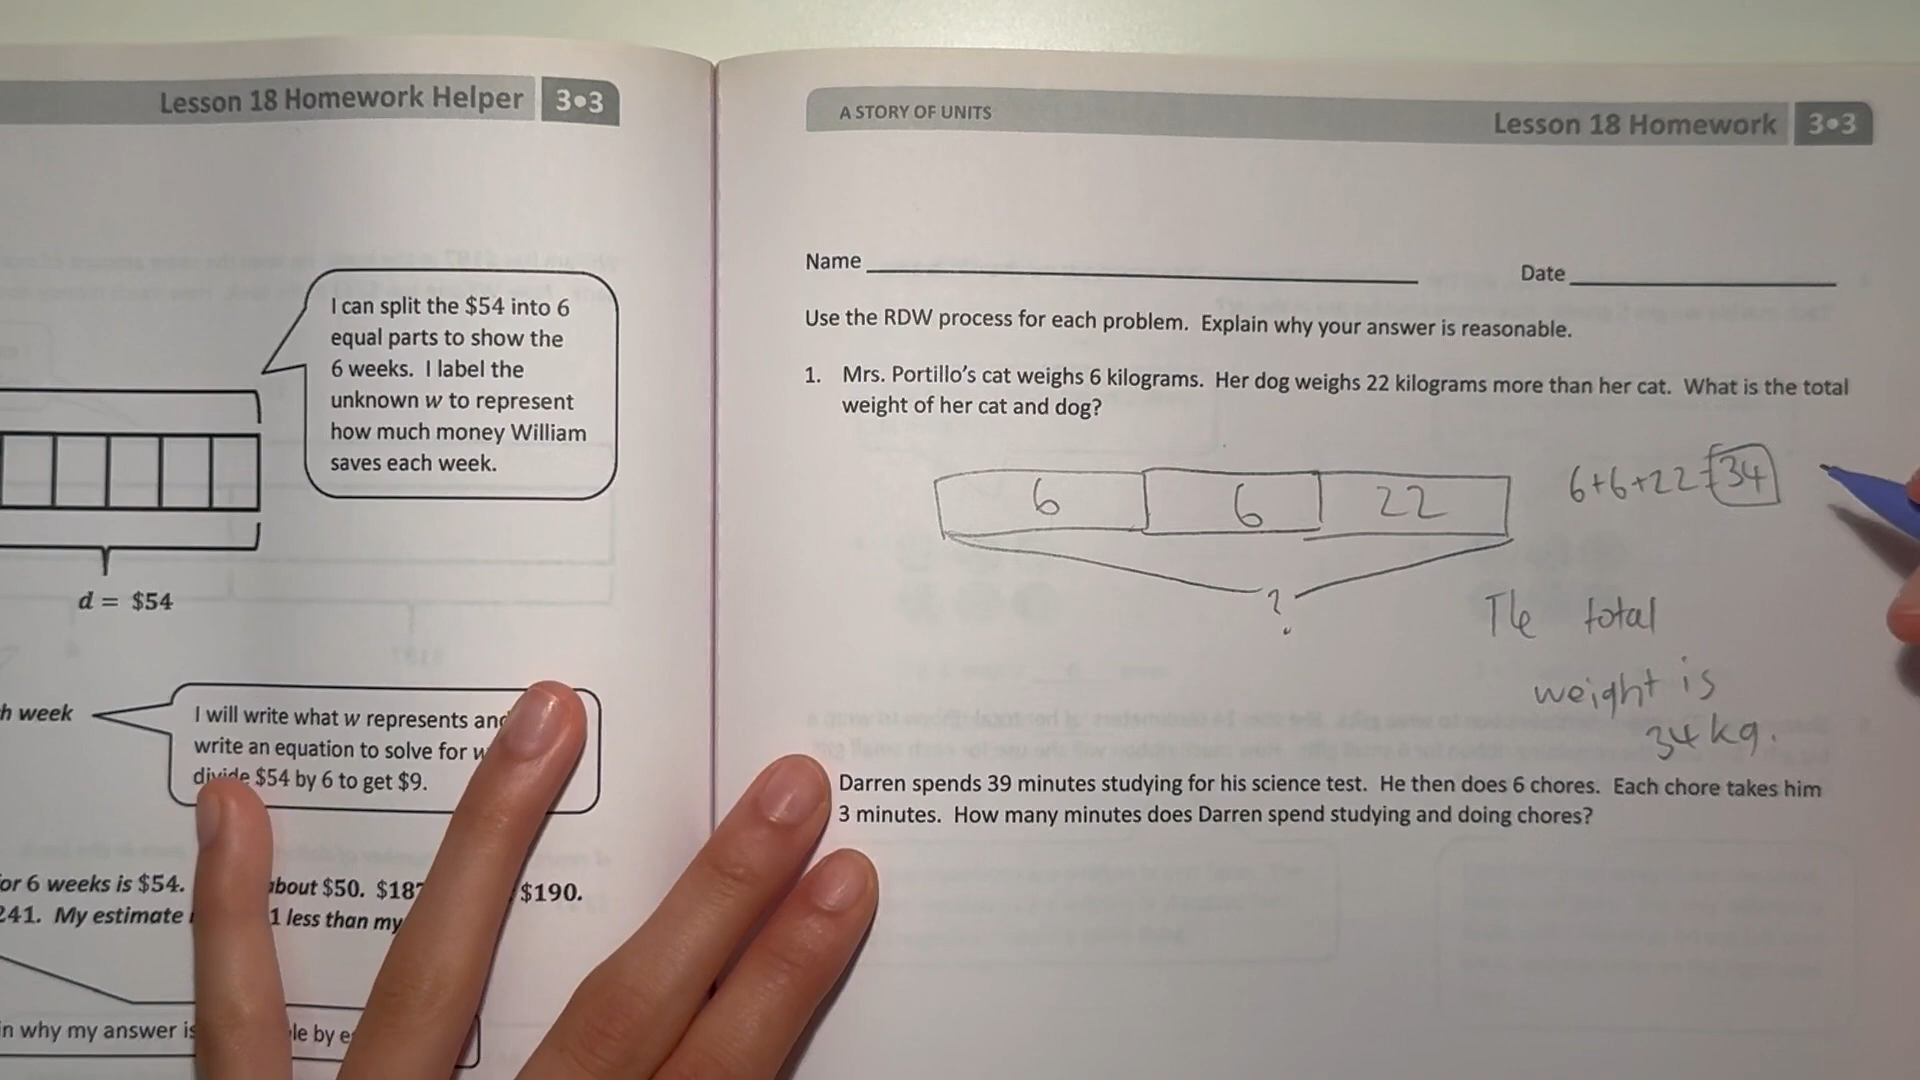 Lesson 18 Homework Helper 3•3
I can split the $54 into 6
equal parts to show the
6 weeks. I label the
unknown w to represent
how much money William
saves each week.
d = $54
week
I will write what w represents and
write an equation to solve for w
divide $54 by 6 to get $9.
for 6 weeks is $54. about $50. $190.
241. My estimate 1 less than my
why my answer is by
A STORY OF UNITS
Lesson 18 Homework 3•3
Name Date
Use the RDW process for each problem. Explain why your answer is reasonable.
1. Mrs. Portillo's cat weighs 6 kilograms. Her dog weighs 22 kilograms more than her cat. What is the total
weight of her cat and dog?
6 6 22
6+6+22=34
?
The total
weight is
34 kg.
Darren spends 39 minutes studying for his science test. He then does 6 chores. Each chore takes him
3 minutes. How many minutes does Darren spend studying and doing chores?